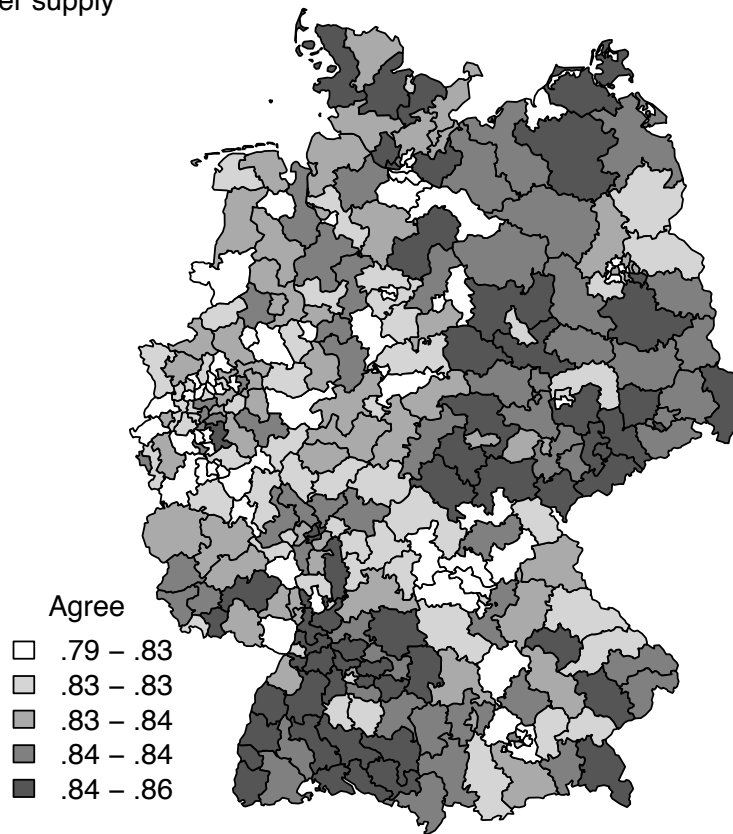 er supply
Agree
.79 – .83
.83 – .83
.83 – .84
.84 – .84
.84 – .86